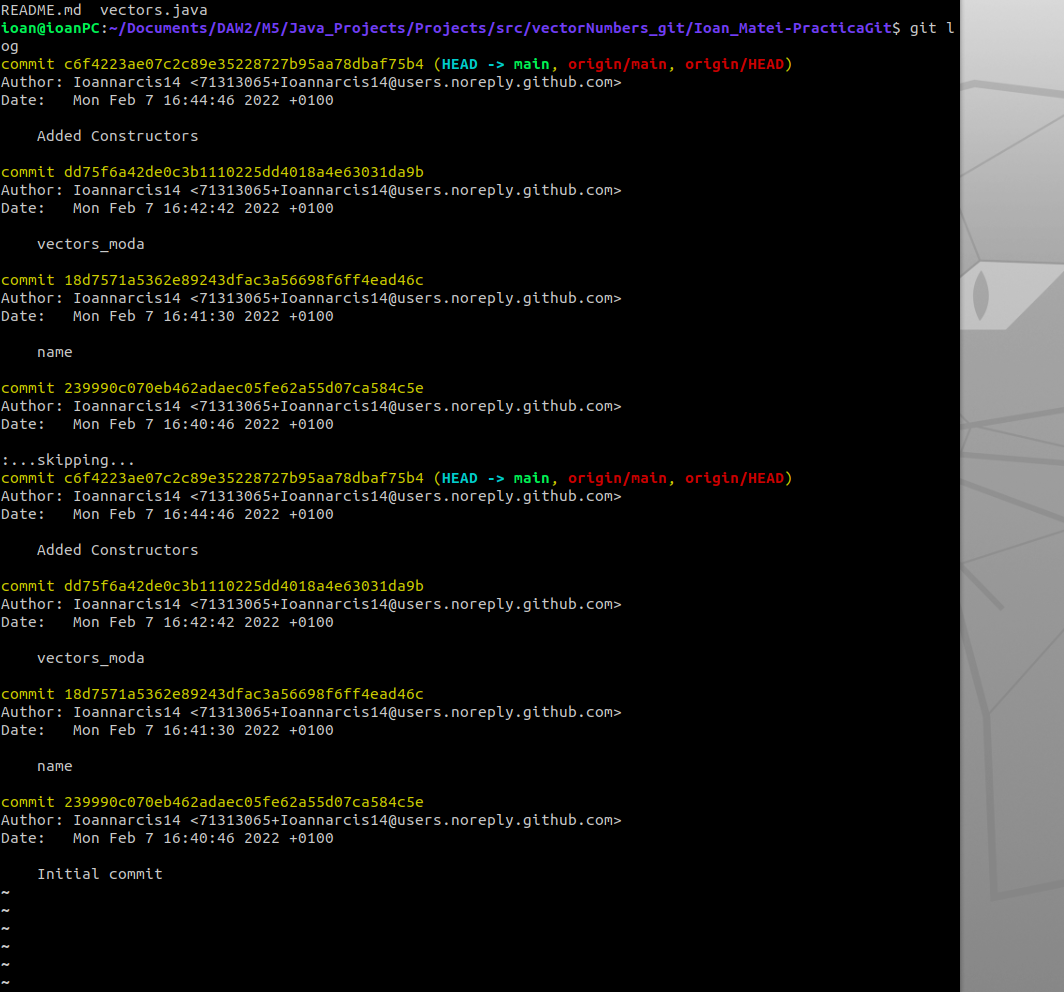 README.md  vectors.java
ioan@ioanPC:~/Documents/DAW2/M5/Java_Projects/Projects/src/vectorNumbers_git/Ioan_Matei-PracticaGit$ git l
og
commit c6f4223ae07c2c89e35228727b95aa78dbaf75b4 (HEAD -> main, origin/main, origin/HEAD)
Author: Ioannarcis14 <71313065+Ioannarcis14@users.noreply.github.com>
Date:   Mon Feb 7 16:44:46 2022 +0100

    Added Constructors

commit dd75f6a42de0c3b1110225dd4018a4e63031da9b
Author: Ioannarcis14 <71313065+Ioannarcis14@users.noreply.github.com>
Date:   Mon Feb 7 16:42:42 2022 +0100

    vectors_moda

commit 18d7571a5362e89243dfac3a56698f6ff4ead46c
Author: Ioannarcis14 <71313065+Ioannarcis14@users.noreply.github.com>
Date:   Mon Feb 7 16:41:30 2022 +0100

    name

commit 239990c070eb462adaec05fe62a55d07ca584c5e
Author: Ioannarcis14 <71313065+Ioannarcis14@users.noreply.github.com>
Date:   Mon Feb 7 16:40:46 2022 +0100

:...skipping...
commit c6f4223ae07c2c89e35228727b95aa78dbaf75b4 (HEAD -> main, origin/main, origin/HEAD)
Author: Ioannarcis14 <71313065+Ioannarcis14@users.noreply.github.com>
Date:   Mon Feb 7 16:44:46 2022 +0100

    Added Constructors

commit dd75f6a42de0c3b1110225dd4018a4e63031da9b
Author: Ioannarcis14 <71313065+Ioannarcis14@users.noreply.github.com>
Date:   Mon Feb 7 16:42:42 2022 +0100

    vectors_moda

commit 18d7571a5362e89243dfac3a56698f6ff4ead46c
Author: Ioannarcis14 <71313065+Ioannarcis14@users.noreply.github.com>
Date:   Mon Feb 7 16:41:30 2022 +0100

    name

commit 239990c070eb462adaec05fe62a55d07ca584c5e
Author: Ioannarcis14 <71313065+Ioannarcis14@users.noreply.github.com>
Date:   Mon Feb 7 16:40:46 2022 +0100

    Initial commit
~
~
~
~
~
~